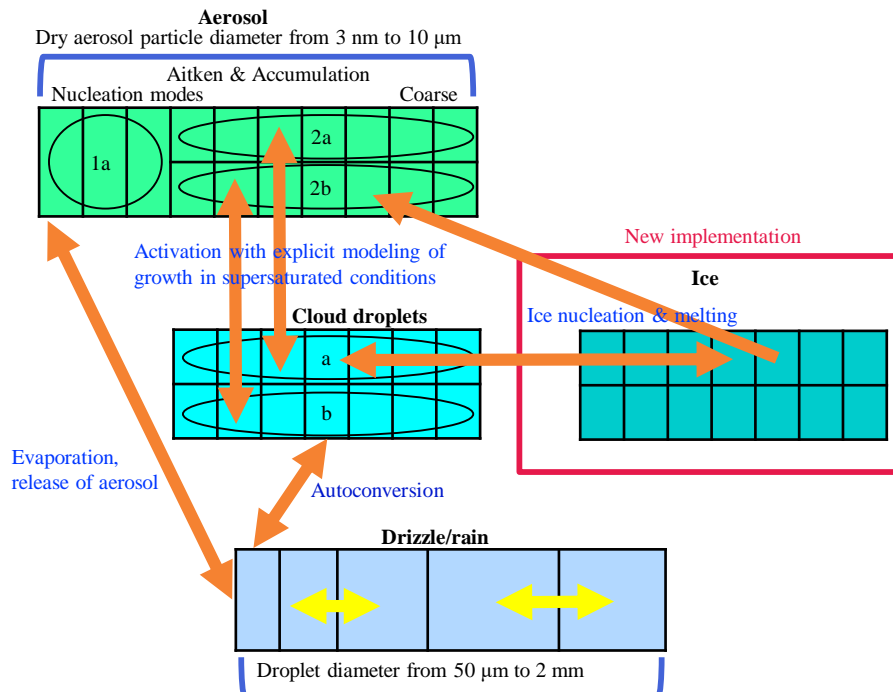 Aerosol
Dry aerosol particle diameter from 3 nm to 10 μm
Aitken & Accumulation
Nucleation modes
Coarse
1a
2a
2b
Activation with explicit modeling of
growth in supersaturated conditions
New implementation
Ice
Cloud droplets
Ice nucleation & melting
a
b
Evaporation,
release of aerosol
Autoconversion
Drizzle/rain
Droplet diameter from 50 μm to 2 mm